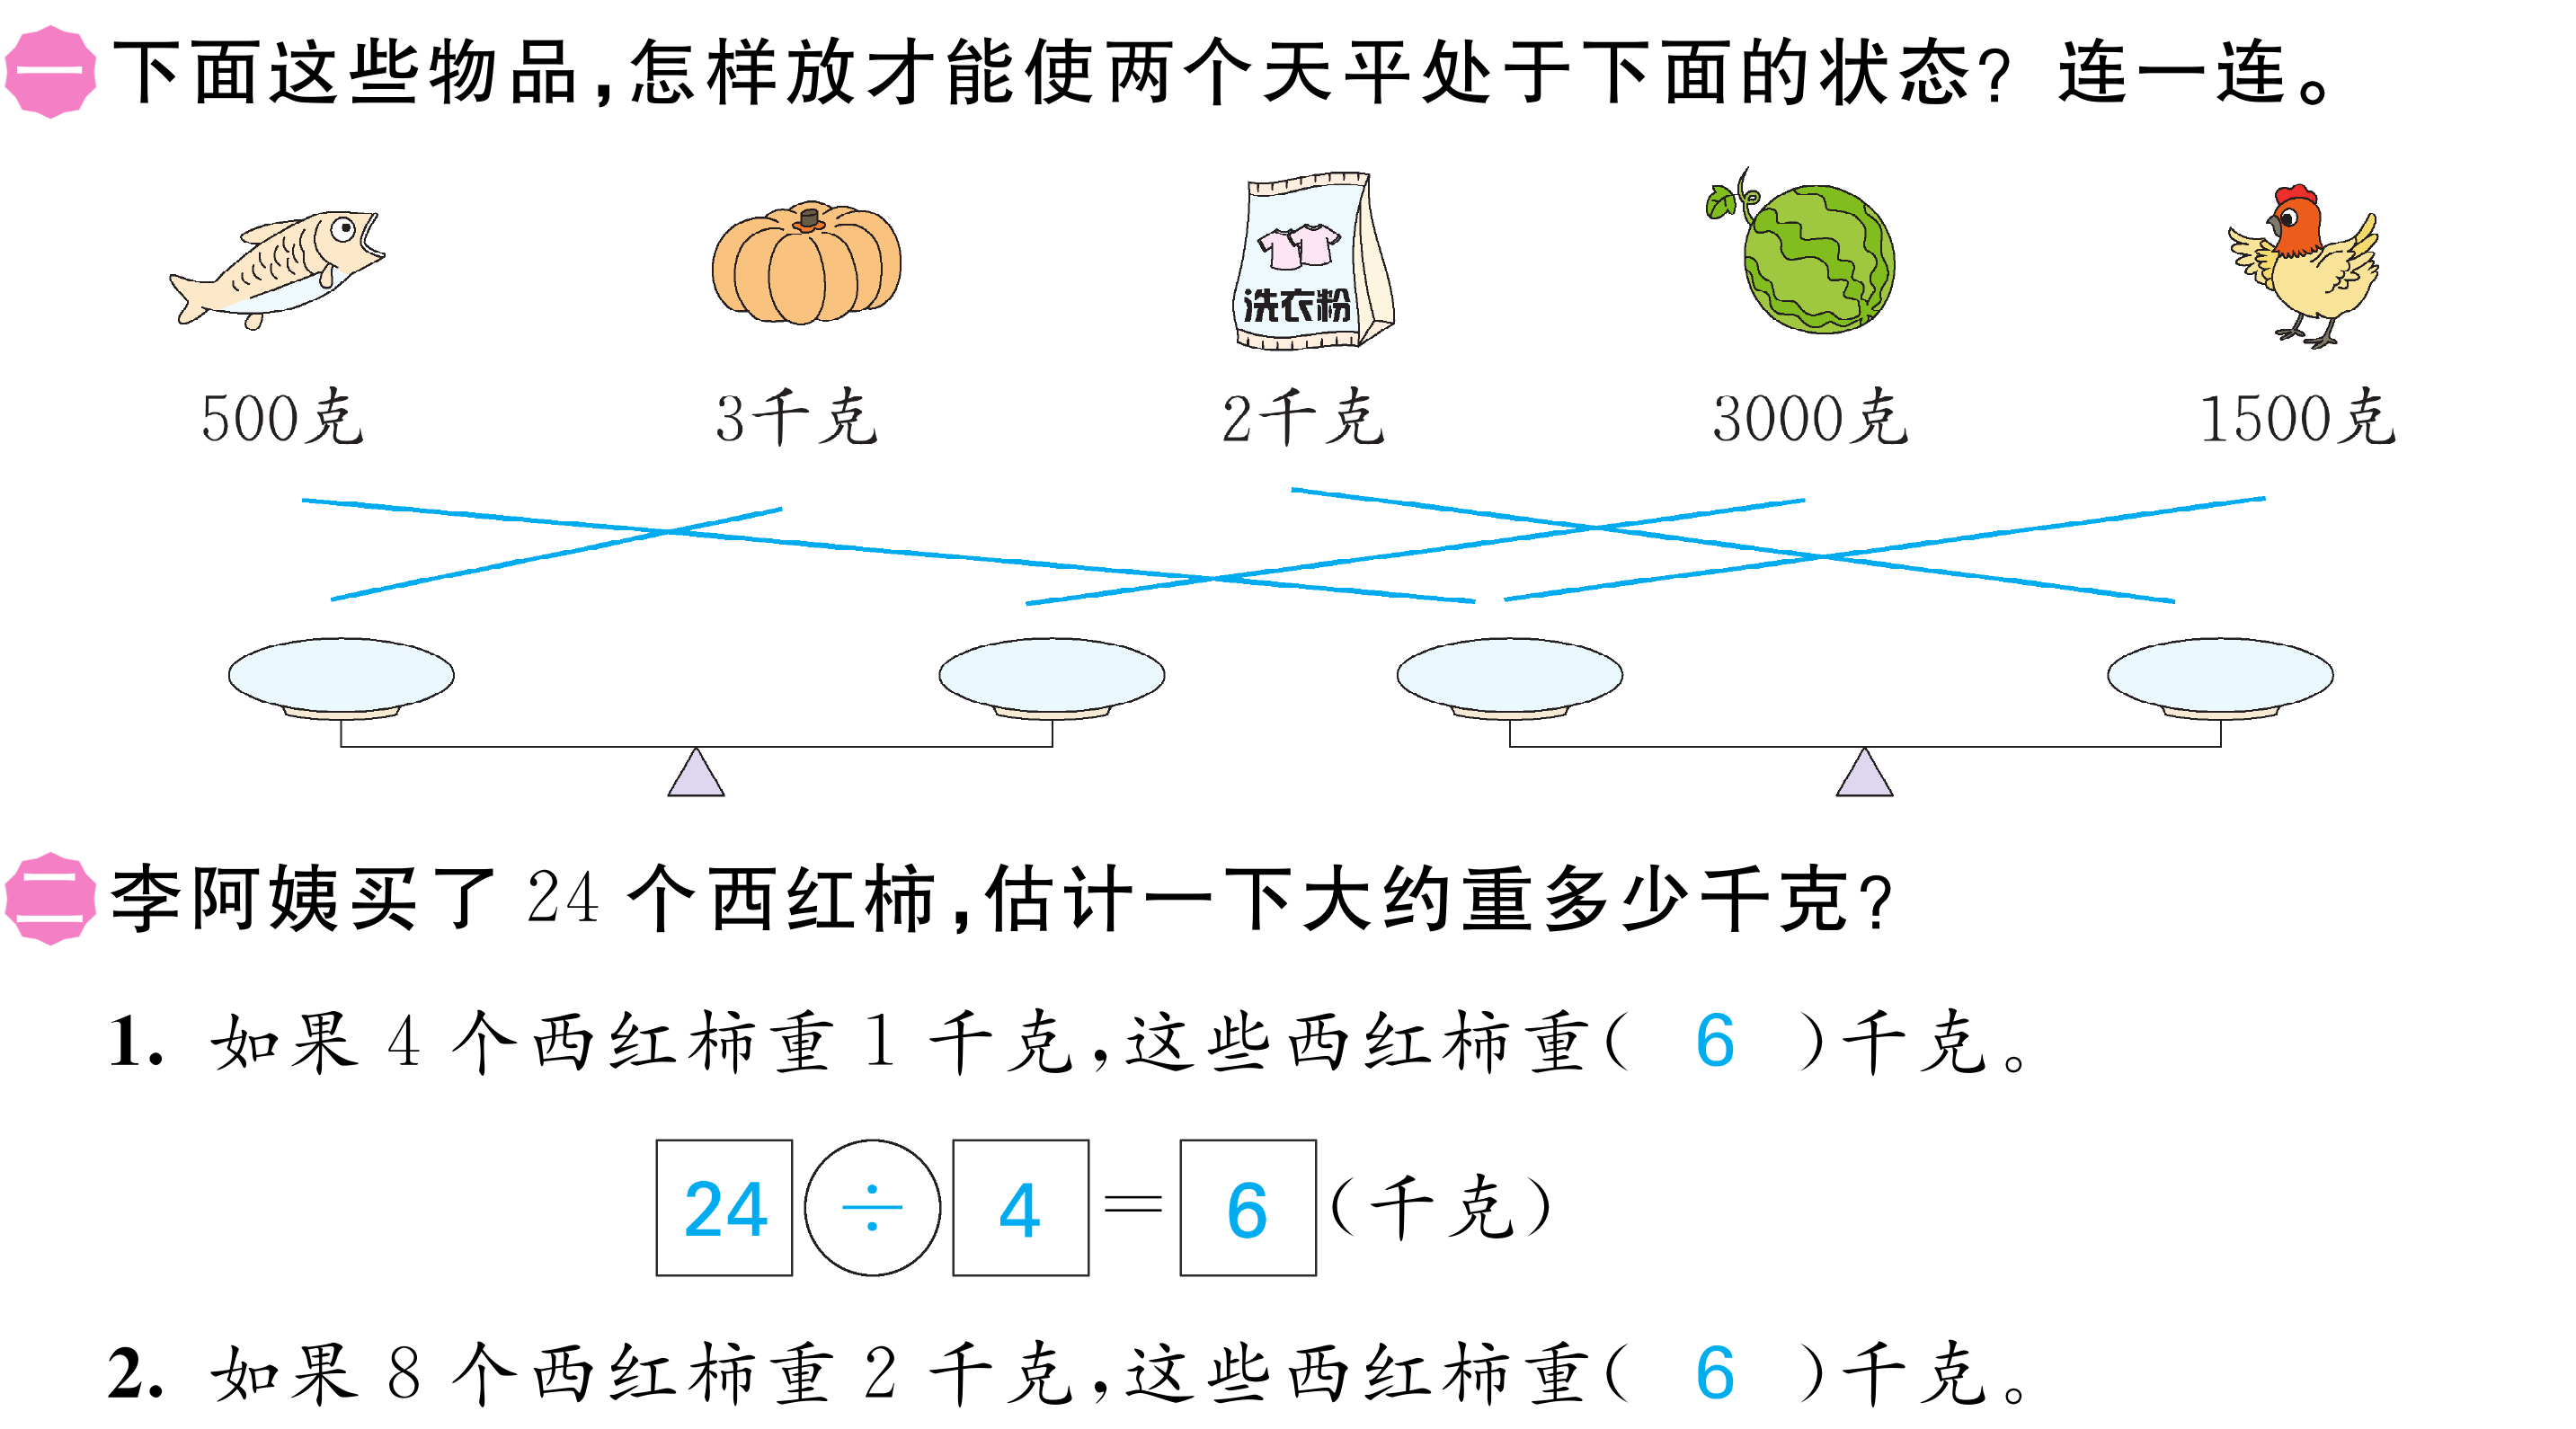 一 下面这些物品,怎样放才能使两个天平处于下面的状态? 连一连。
洗衣粉
500克 3千克 2千克 3000克 1500克
二 李阿姨买了 24 个西红柿,估计一下大约重多少千克?
1. 如果 4 个西红柿重 1 千克,这些西红柿重( 6 )千克。
24 ÷ 4 = 6 (千克)
2. 如果 8 个西红柿重 2 千克,这些西红柿重( 6 )千克。